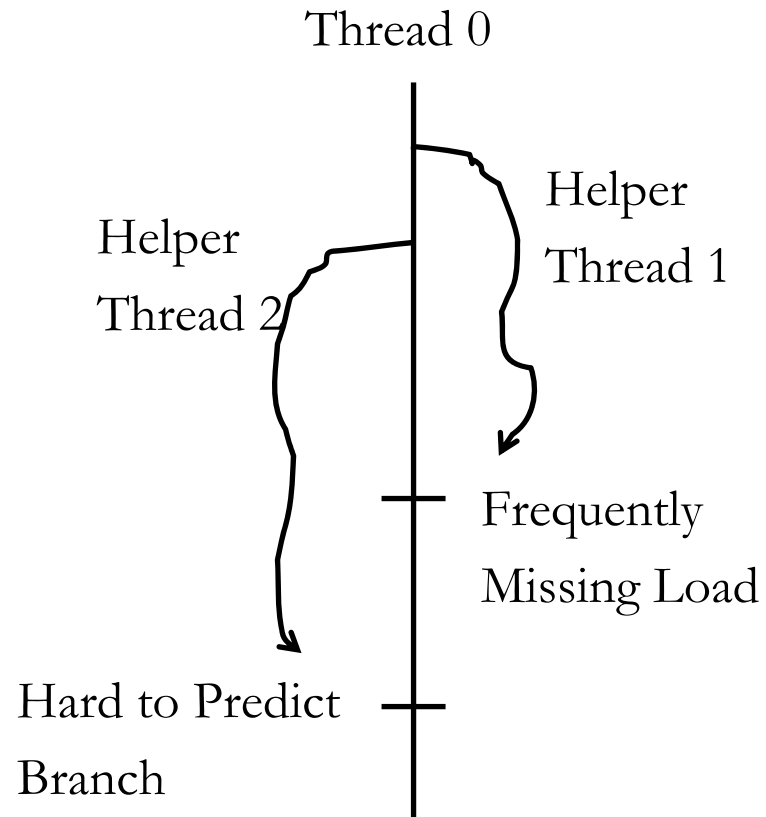 Thread 0
Helper
Thread 1
Helper
Thread 2
Frequently
Missing Load
Hard to Predict
Branch